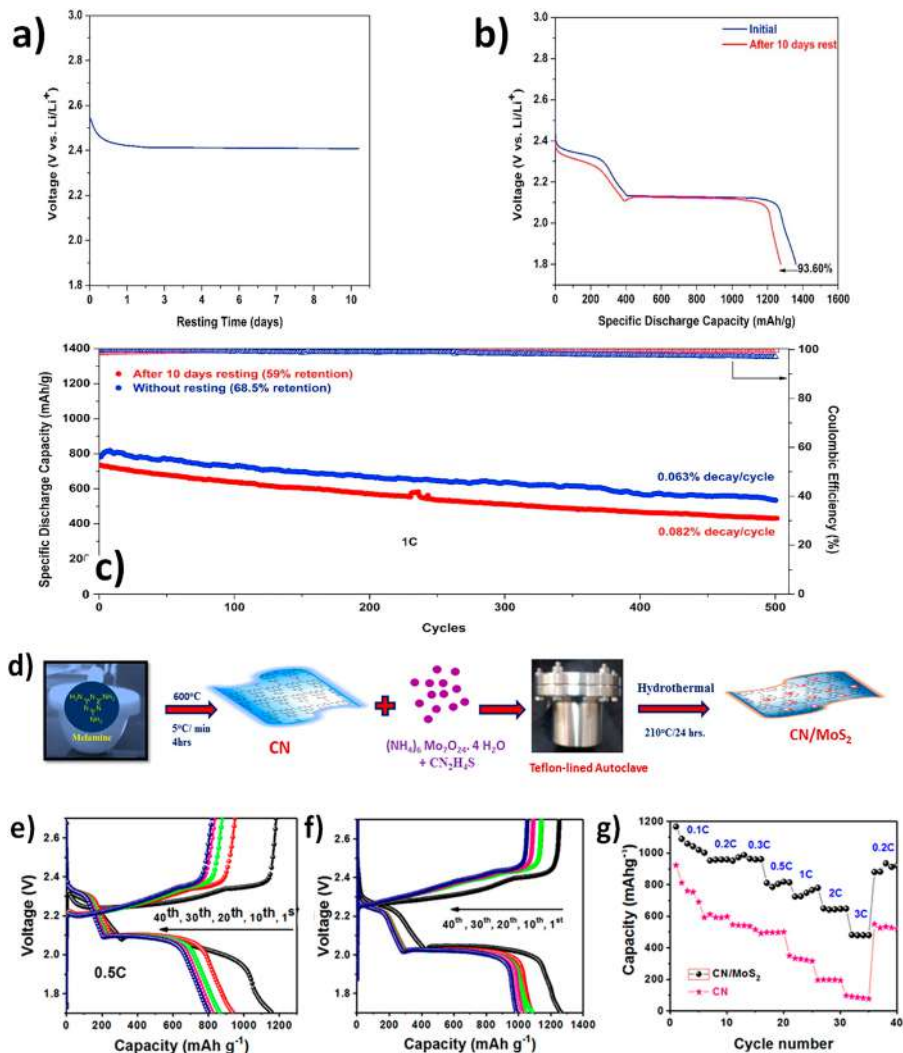 a)
3.0
2.8
2.6
2.4
2.2
2.0
1.8
Voltage (V vs. Li/Li⁺)
0 1 2 4 5 6 7 8 10
Resting Time (days)
b)
Initial
After 10 days rest
3.0
2.8
2.6
2.4
2.2
2.0
1.8
Voltage (V vs. Li/Li⁺)
93.60%
0 200 400 600 800 1000 1200 1400 1600
Specific Discharge Capacity (mAh/g)
1400
1200
1000
800
600
400
200
0
Specific Discharge Capacity (mAh/g)
After 10 days resting (59% retention)
Without resting (68.5% retention)
0.063% decay/cycle
0.082% decay/cycle
1C
c)
100
80
60
40
20
0
Coulombic Efficiency (%)
0 100 200 300 400 500
Cycles
d)
H₂N N NH₂
N N
NH₂
Melamine
600°C
5°C/ min
4hrs
CN
(NH₄)₆ Mo₇O₂₄. 4 H₂O
+ CN₂H₄S
Teflon-lined Autoclave
Hydrothermal
210°C/24 hrs.
CN/MoS₂
e)
2.6
2.4
2.2
2.0
1.8
Voltage (V)
40th, 30th, 20th, 10th, 1st
0.5C
0 200 400 600 800 1000 1200
Capacity (mAh g⁻¹)
f)
2.6
2.4
2.2
2.0
1.8
Voltage (V)
40th, 30th, 20th, 10th, 1st
0 200 400 600 800 1000 1200
Capacity (mAh g⁻¹)
g)
1200
1000
800
600
400
200
0
Capacity (mAhg⁻¹)
0.1C
0.2C
0.3C
0.5C
1C
2C
3C
0.2C
CN/MoS₂
CN
0 10 20 30 40
Cycle number